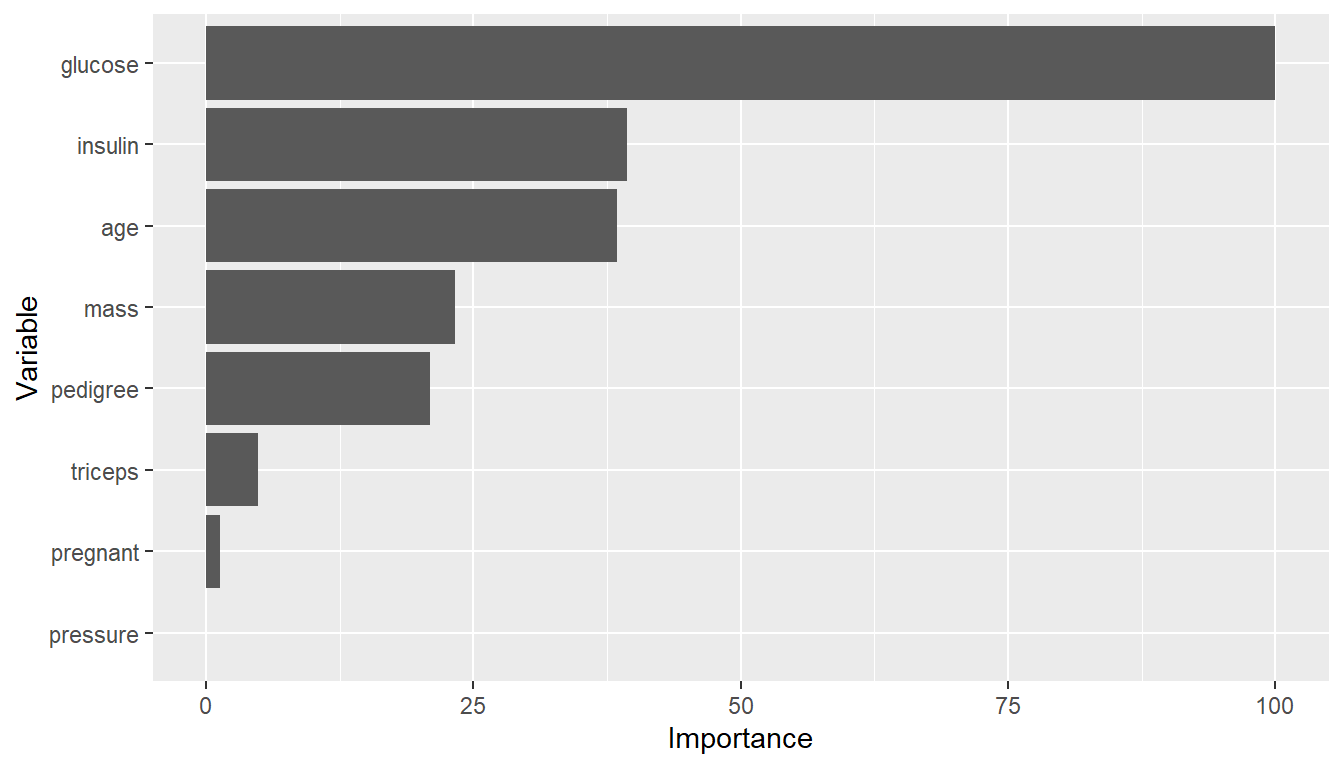 glucose
insulin
age
mass
pedigree
triceps
pregnant
pressure
Variable
0 25 50 75 100
Importance